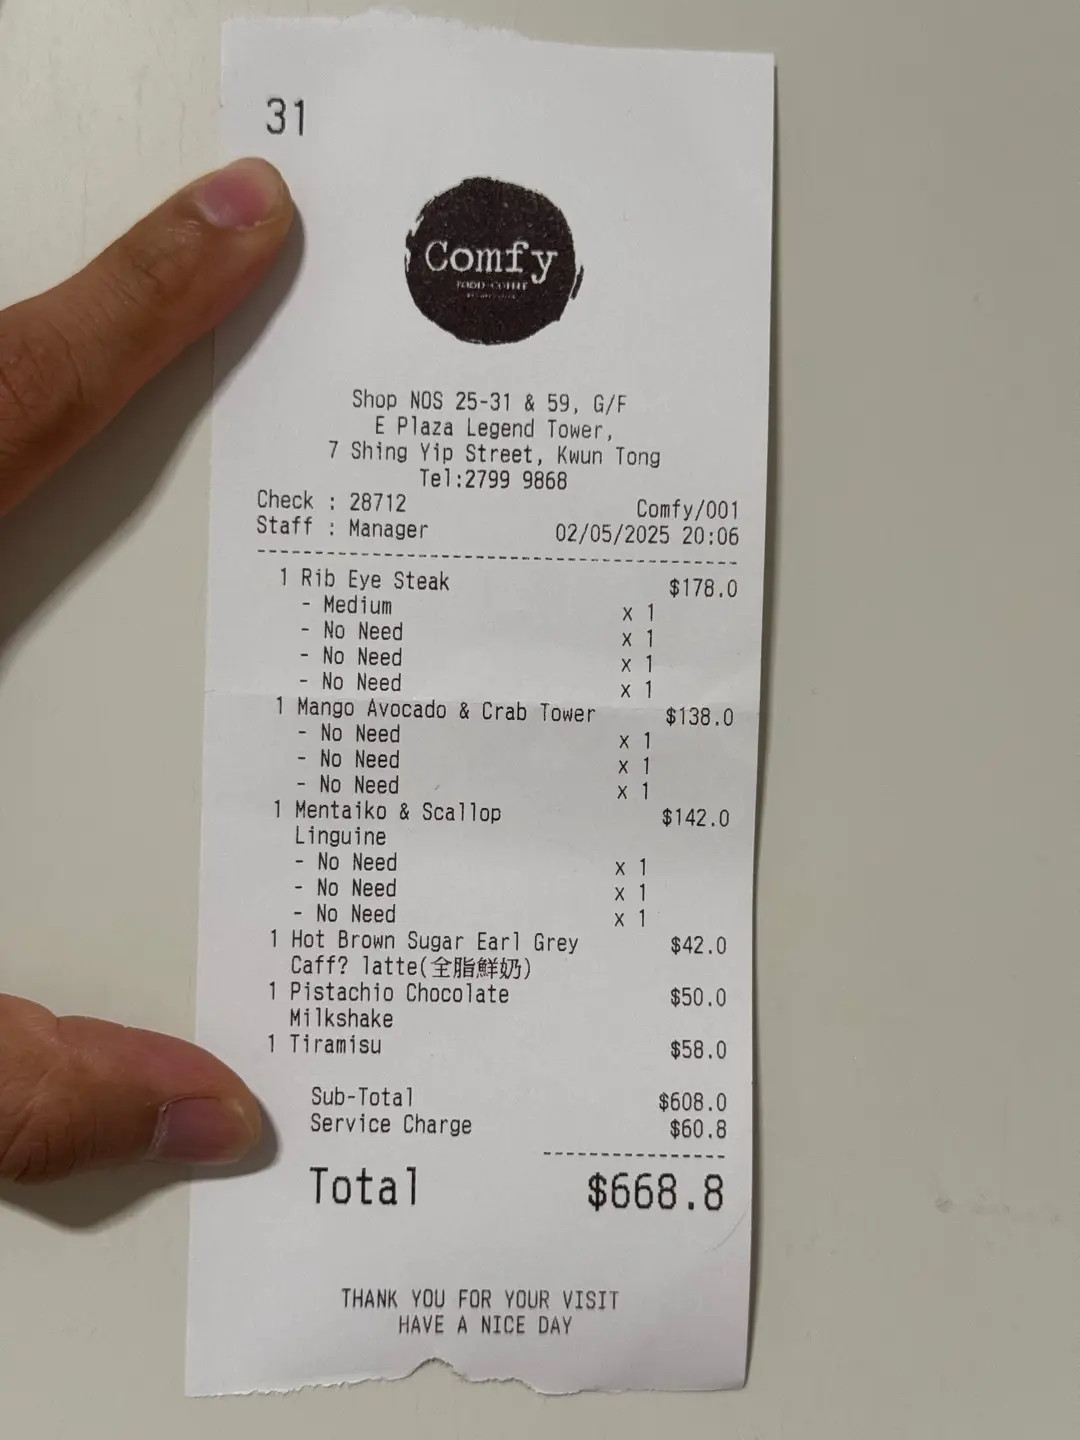 31
Comfy
FOOD COFFEE
Shop NOS 25-31 & 59, G/F
E Plaza Legend Tower,
7 Shing Yip Street, Kwun Tong
Tel:2799 9868
Check : 28712 Comfy/001
Staff : Manager 02/05/2025 20:06
1 Rib Eye Steak $178.0
- Medium x 1
- No Need x 1
- No Need x 1
- No Need x 1
1 Mango Avocado & Crab Tower $138.0
- No Need x 1
- No Need x 1
- No Need x 1
1 Mentaiko & Scallop $142.0
Linguine
- No Need x 1
- No Need x 1
- No Need x 1
1 Hot Brown Sugar Earl Grey $42.0
Caff? latte(全脂鮮奶)
1 Pistachio Chocolate $50.0
Milkshake
1 Tiramisu $58.0
Sub-Total $608.0
Service Charge $60.8
Total $668.8
THANK YOU FOR YOUR VISIT
HAVE A NICE DAY